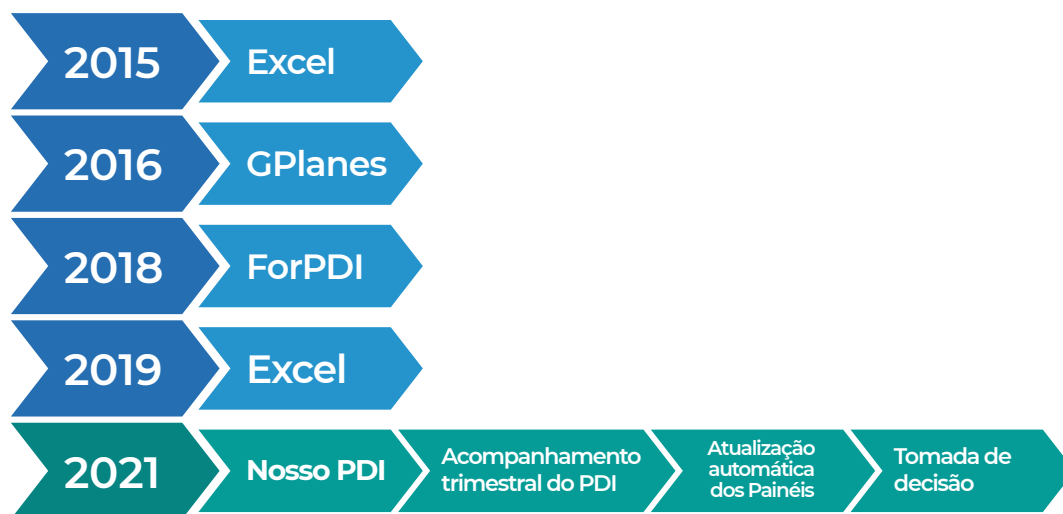 2015
Excel
2016
GPlanes
2018
ForPDI
2019
Excel
2021
Nosso PDI
Acompanhamento
trimestral do PDI
Atualização
automática
dos Painéis
Tomada de
decisão